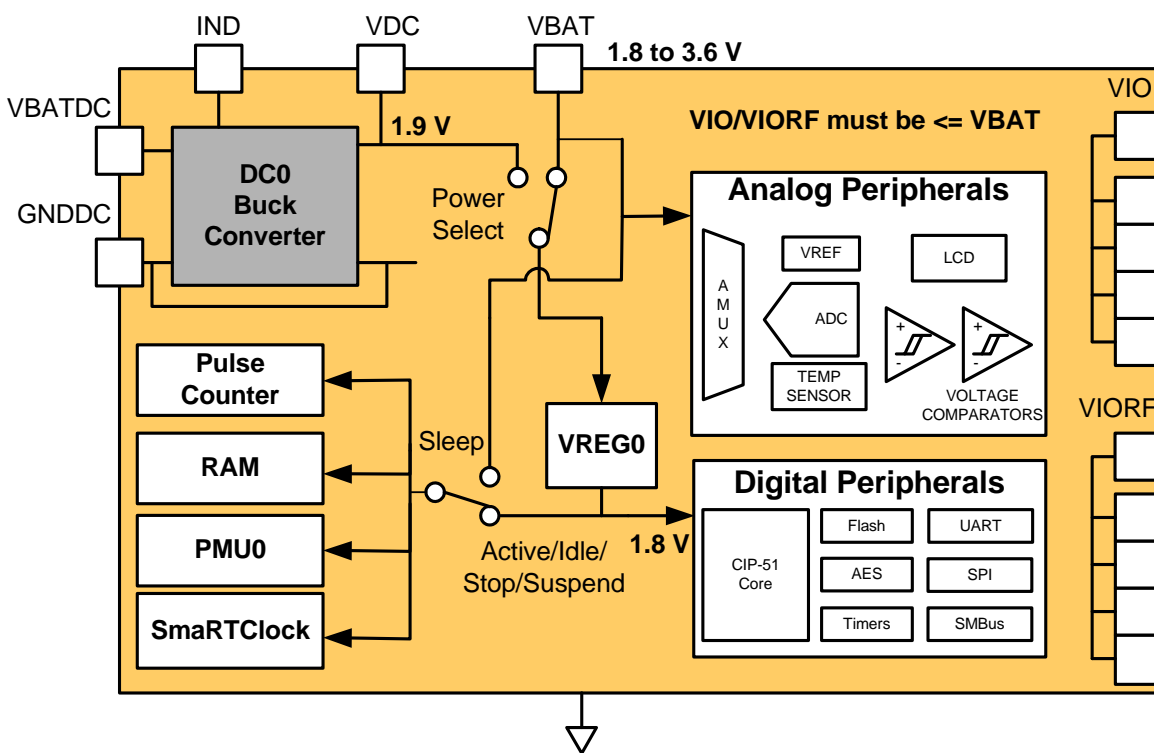 IND
VDC
VBAT
1.8 to 3.6 V
VIO
VBATDC
1.9 V
VIO/VIORF must be <= VBAT
DC0
Buck
Converter
GNDDC
Power
Select
Analog Peripherals
VREF
LCD
A
M
U
X
ADC
+
-
+
-
TEMP
SENSOR
VOLTAGE
COMPARATORS
VIORF
Pulse
Counter
RAM
PMU0
SmaRTClock
Sleep
VREG0
Active/Idle/
Stop/Suspend
1.8 V
Digital Peripherals
CIP-51
Core
Flash
UART
AES
SPI
Timers
SMBus